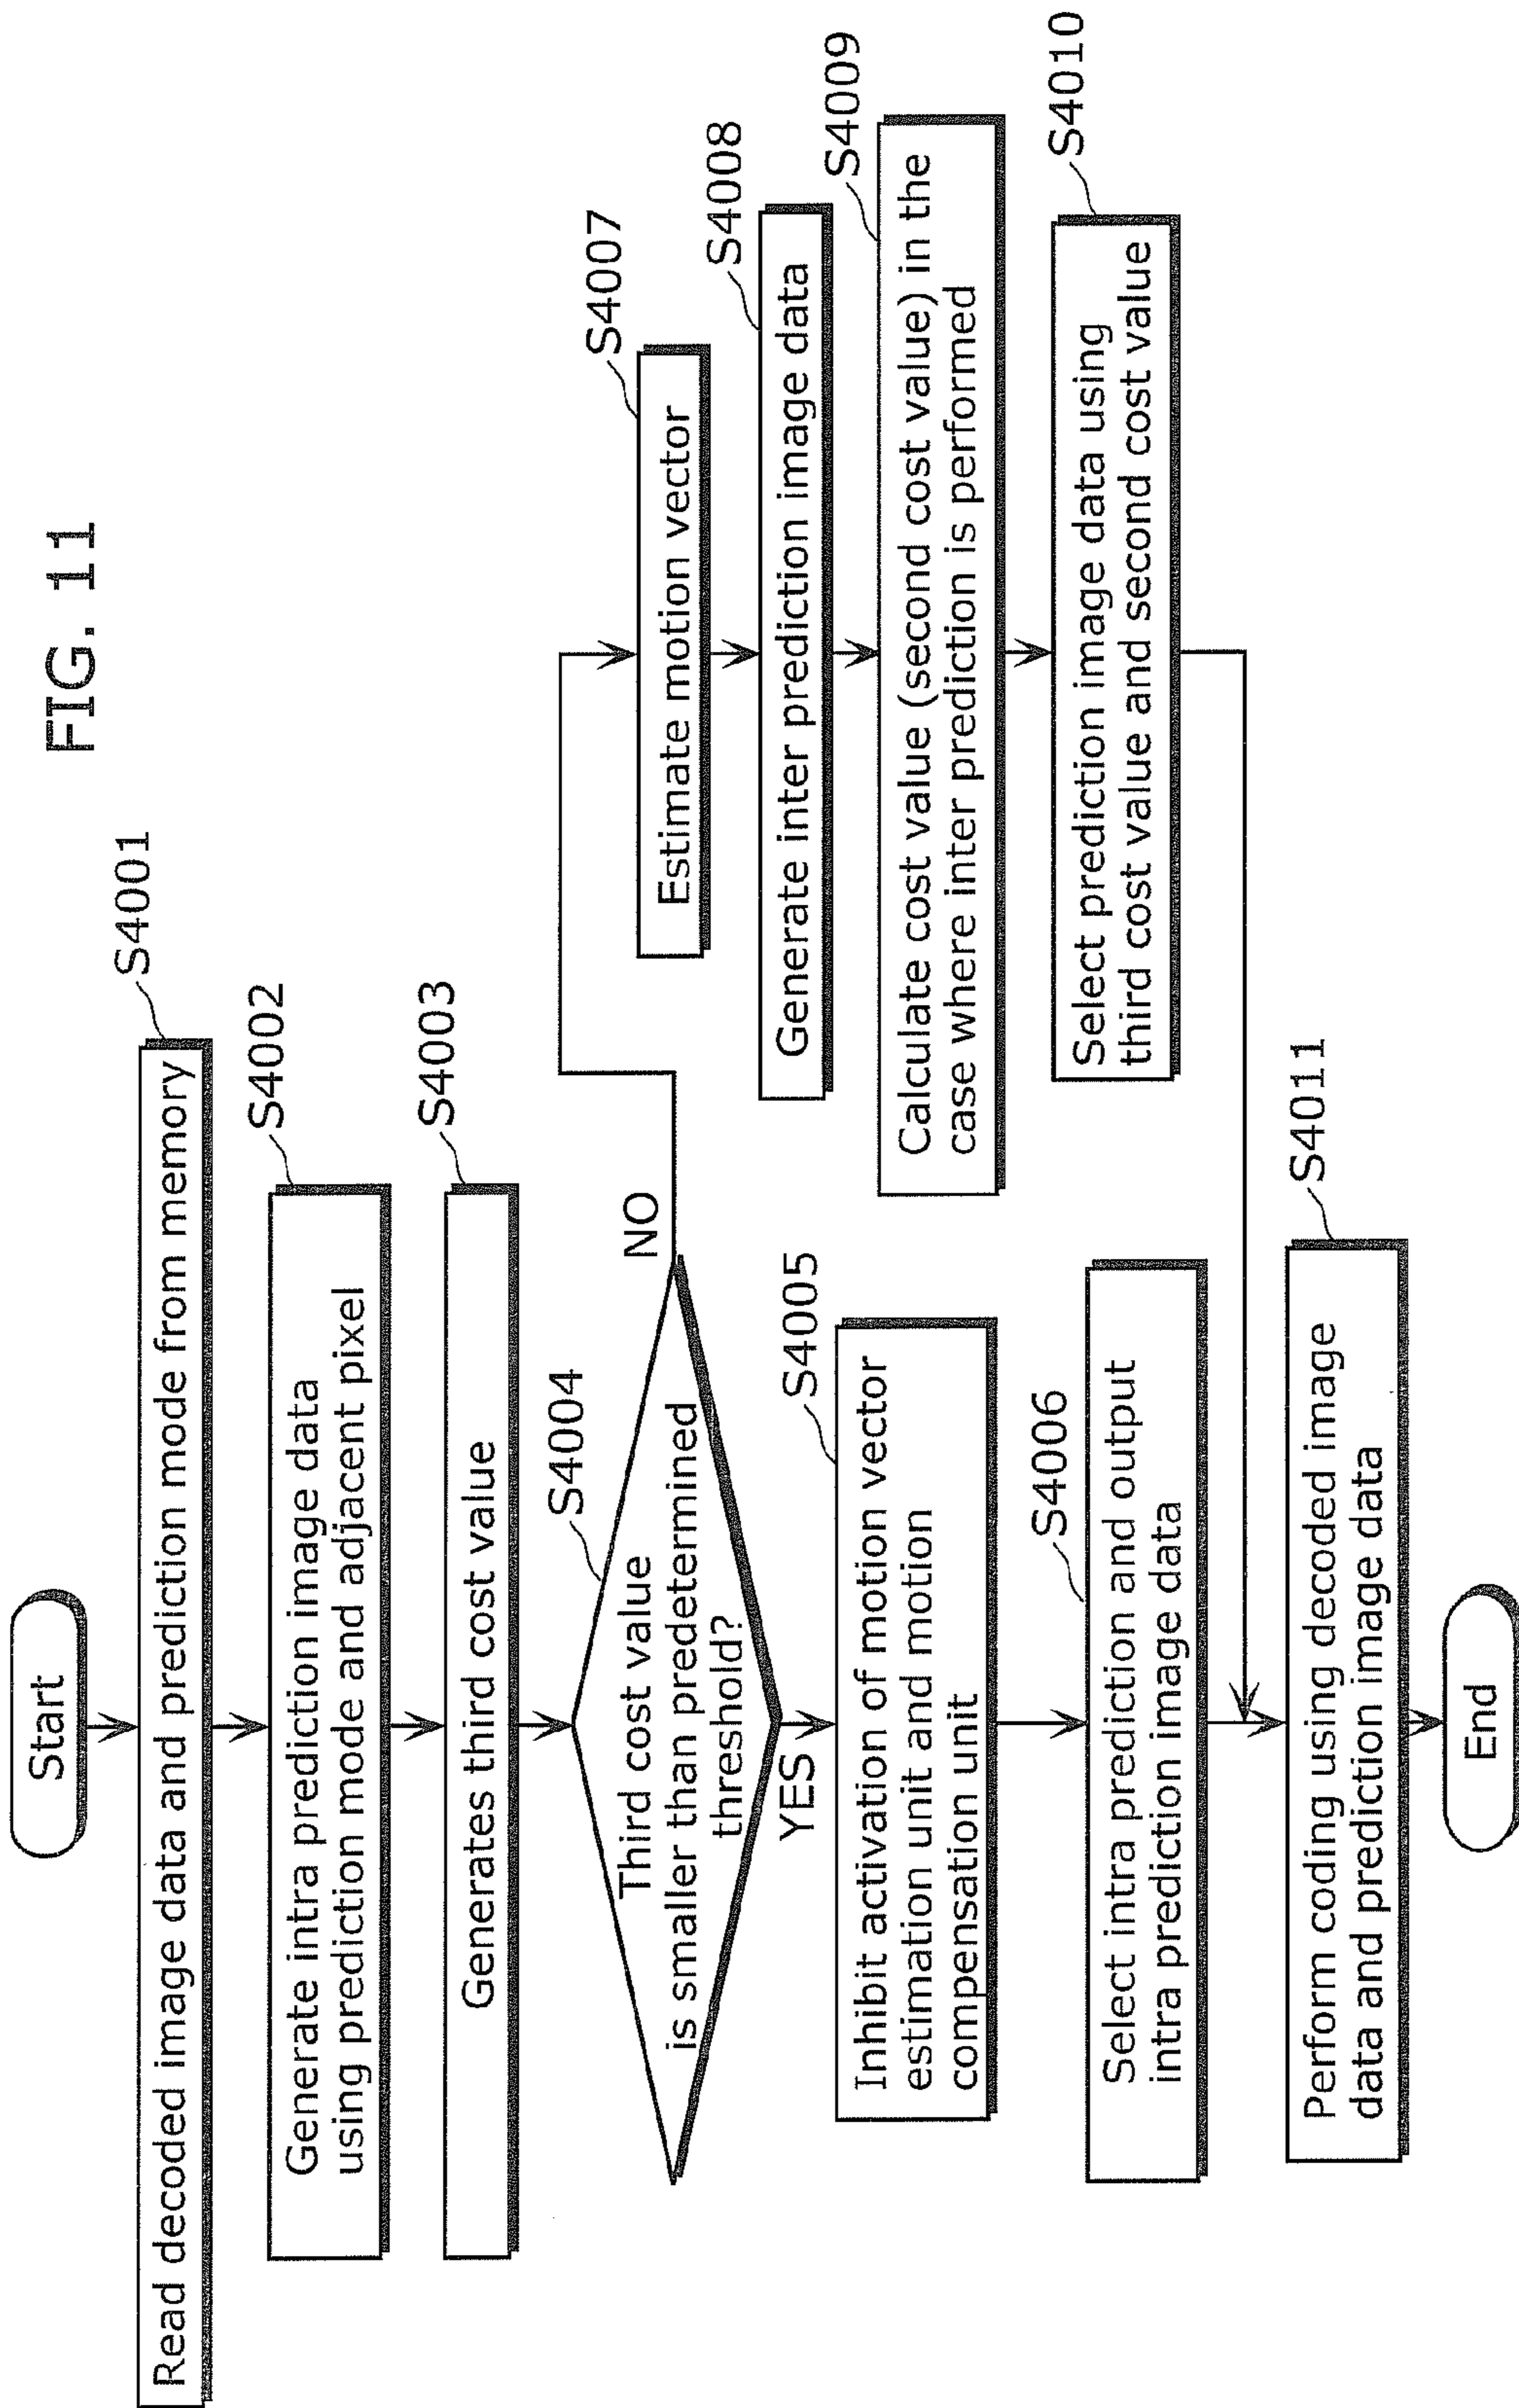 FIG. 11
Start
S4001
Read decoded image data and prediction mode from memory
S4002
Generate intra prediction image data
using prediction mode and adjacent pixel
S4003
Generates third cost value
S4004
Third cost value
is smaller than predetermined
threshold?
NO
YES
S4005
Inhibit activation of motion vector
estimation unit and motion
compensation unit
S4006
Select intra prediction and output
intra prediction image data
S4007
Estimate motion vector
S4008
Generate inter prediction image data
S4009
Calculate cost value (second cost value) in the
case where inter prediction is performed
S4010
Select prediction image data using
third cost value and second cost value
S4011
Perform coding using decoded image
data and prediction image data
End